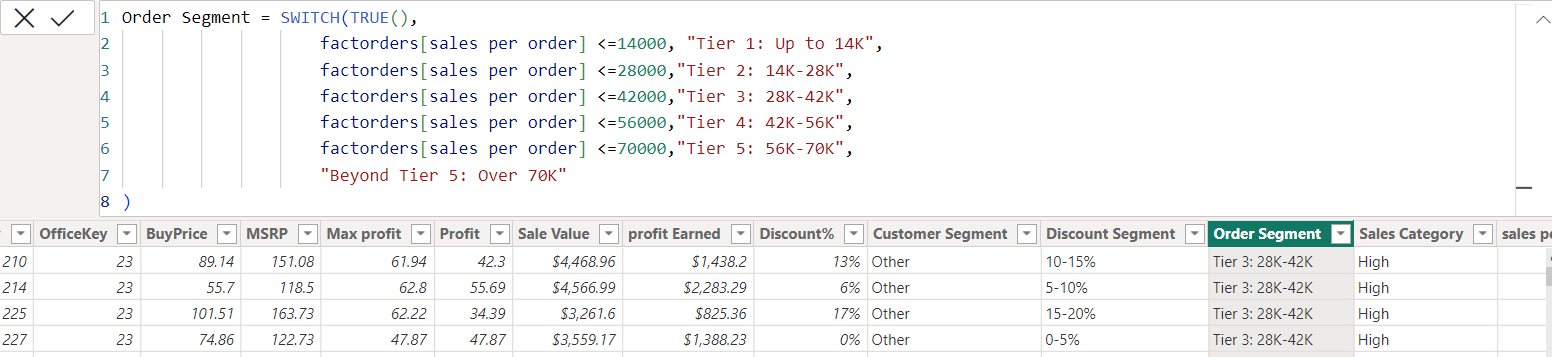 1 Order Segment = SWITCH(TRUE(),
2 factorders[sales per order] <=14000, "Tier 1: Up to 14K",
3 factorders[sales per order] <=28000,"Tier 2: 14K-28K",
4 factorders[sales per order] <=42000,"Tier 3: 28K-42K",
5 factorders[sales per order] <=56000,"Tier 4: 42K-56K",
6 factorders[sales per order] <=70000,"Tier 5: 56K-70K",
7 "Beyond Tier 5: Over 70K"
8 )
OfficeKey BuyPrice MSRP Max profit Profit Sale Value profit Earned Discount% Customer Segment Discount Segment Order Segment Sales Category sales pe
210 23 89.14 151.08 61.94 42.3 $4,468.96 $1,438.2 13% Other 10-15% Tier 3: 28K-42K High
214 23 55.7 118.5 62.8 55.69 $4,566.99 $2,283.29 6% Other 5-10% Tier 3: 28K-42K High
225 23 101.51 163.73 62.22 34.39 $3,261.6 $825.36 17% Other 15-20% Tier 3: 28K-42K High
227 23 74.86 122.73 47.87 47.87 $3,559.17 $1,388.23 0% Other 0-5% Tier 3: 28K-42K High